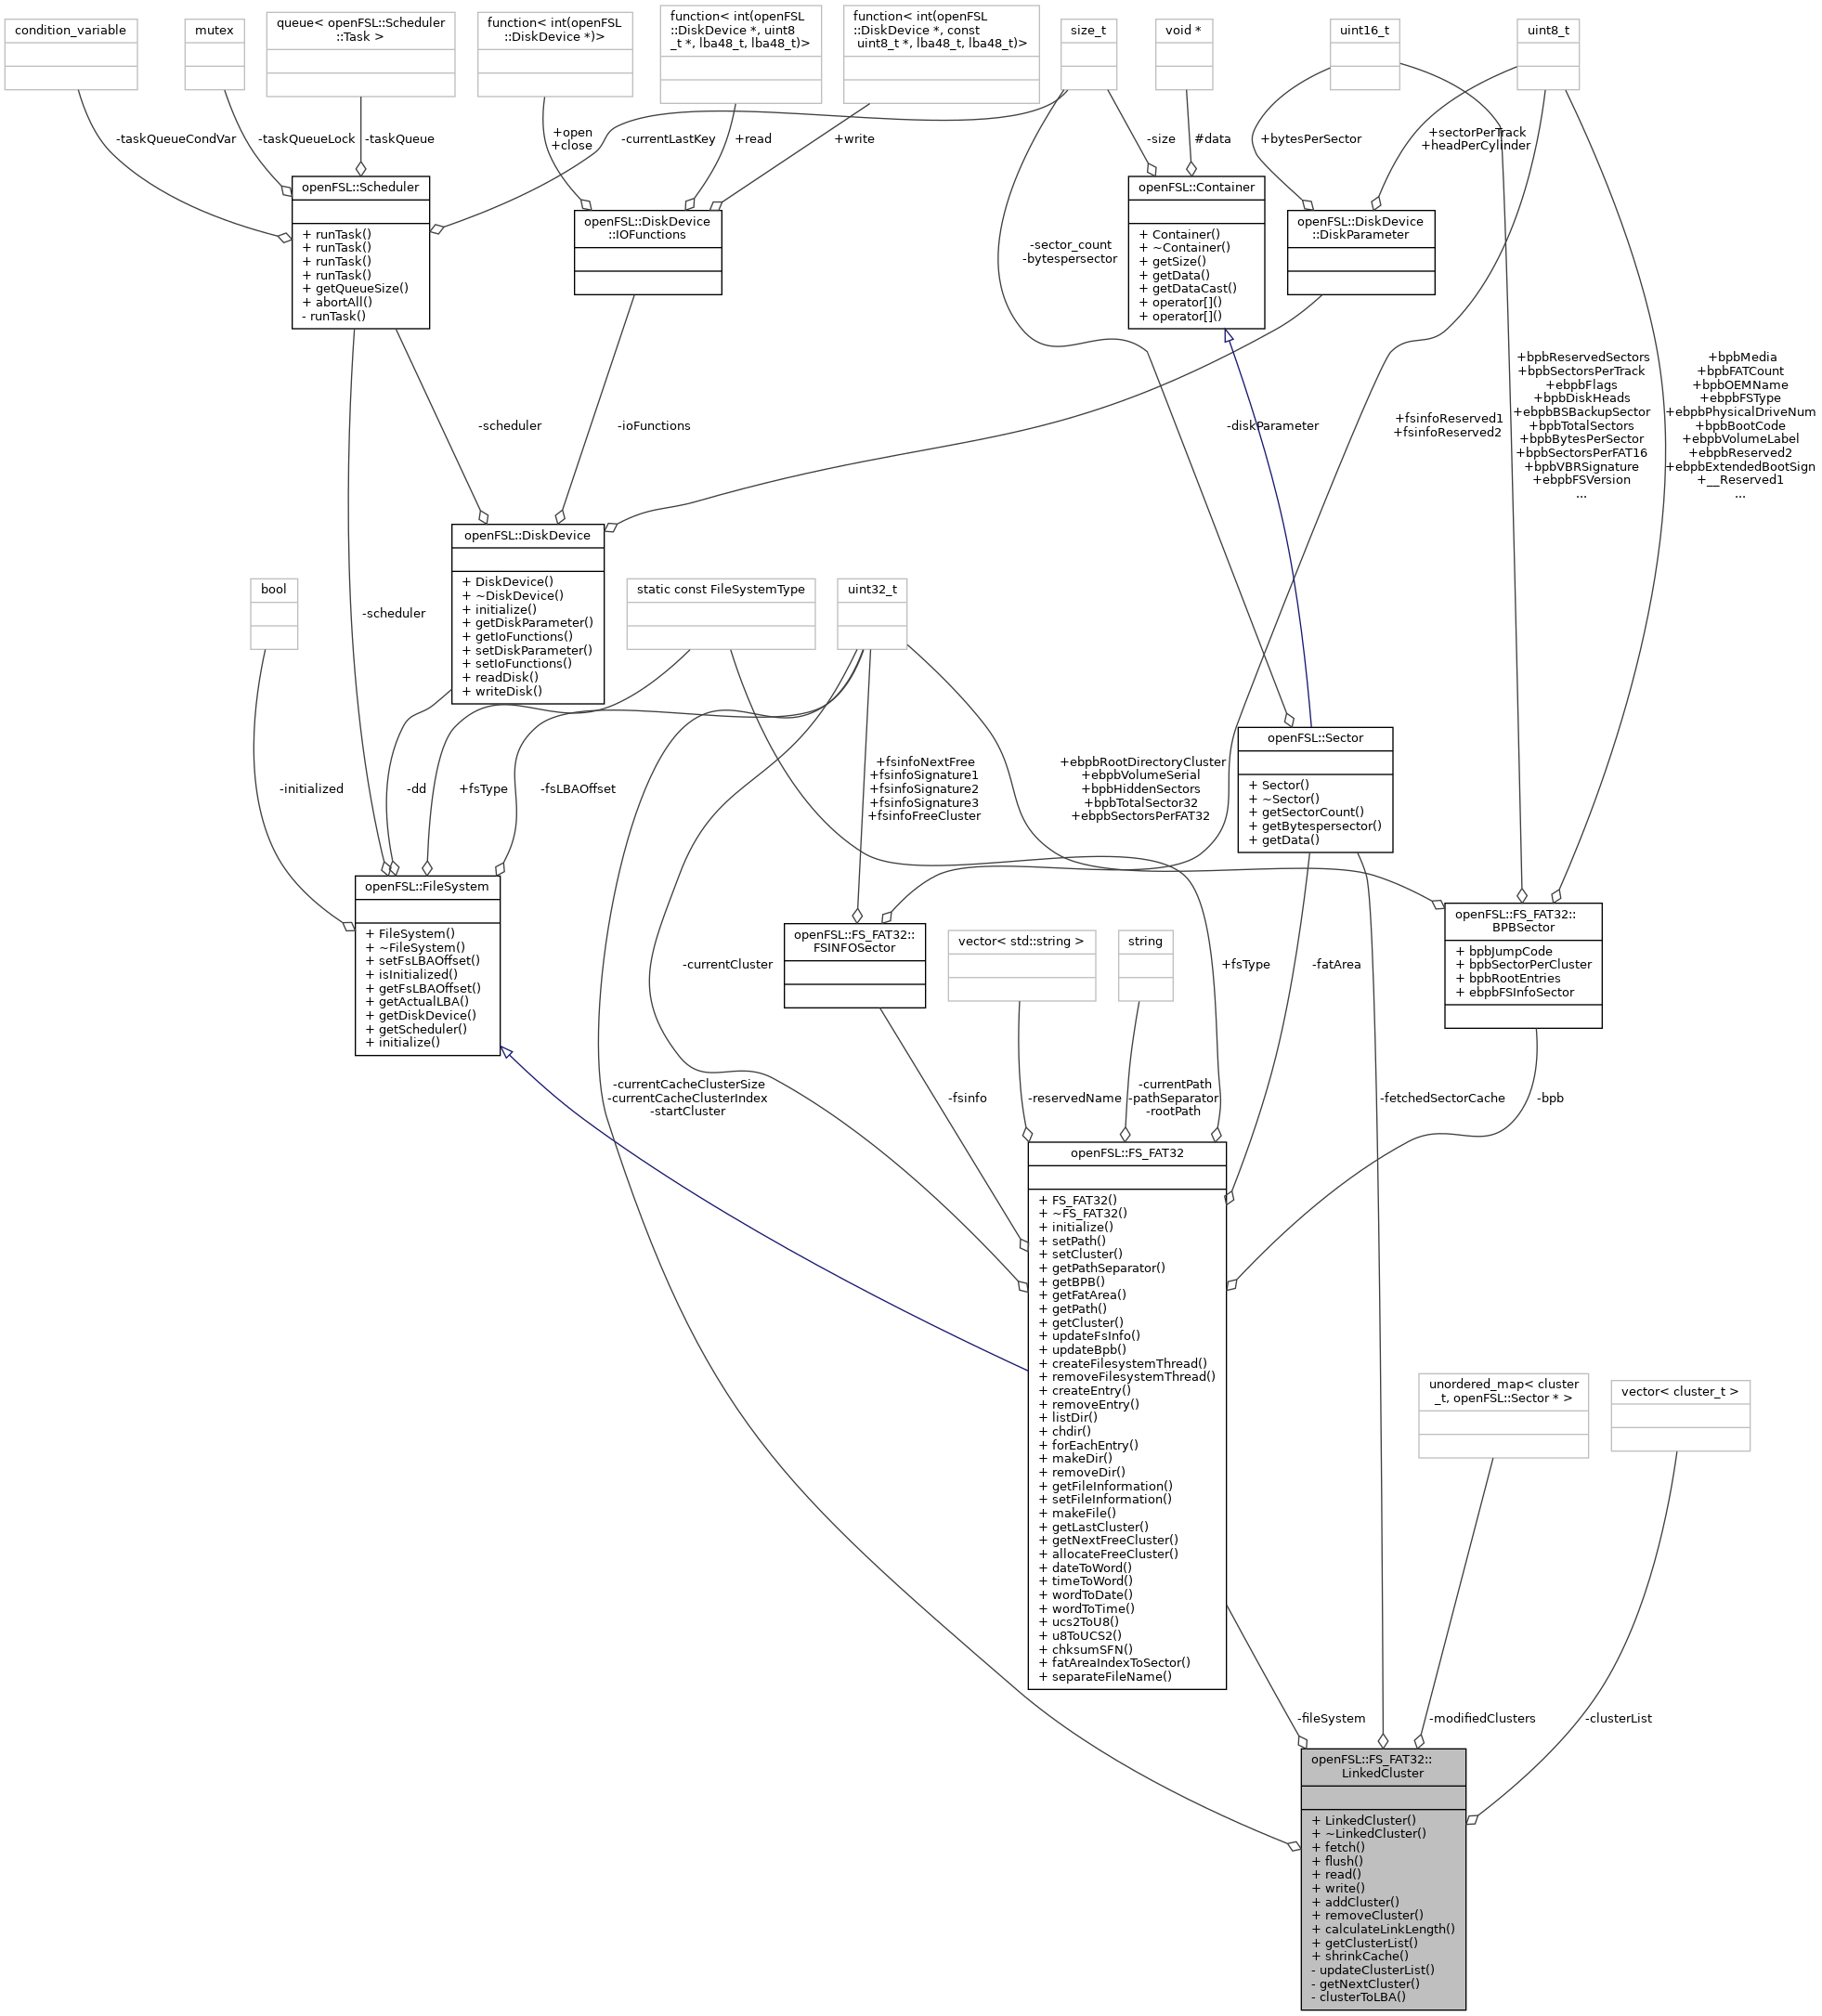 condition_variable
mutex
queue< openFSL::Scheduler
::Task >
function< int(openFSL
::DiskDevice *)>
function< int(openFSL
::DiskDevice *, uint8
_t *, lba48_t, lba48_t)>
function< int(openFSL
::DiskDevice *, const
uint8_t *, lba48_t, lba48_t)>
size_t
void *
uint16_t
uint8_t
-taskQueueCondVar
-taskQueueLock
-taskQueue
+open
+close
-currentLastKey
+read
+write
-size
#data
+bytesPerSector
+sectorPerTrack
+headPerCylinder
openFSL::Scheduler
+ runTask()
+ runTask()
+ runTask()
+ runTask()
+ getQueueSize()
+ abortAll()
- runTask()
openFSL::DiskDevice
::IOFunctions
-sector_count
-bytespersector
openFSL::Container
+ Container()
+ ~Container()
+ getSize()
+ getData()
+ getDataCast()
+ operator[]()
+ operator[]()
openFSL::DiskDevice
::DiskParameter
-scheduler
-ioFunctions
-diskParameter
+fsinfoReserved1
+fsinfoReserved2
+bpbReservedSectors
+bpbSectorsPerTrack
+ebpbFlags
+bpbDiskHeads
+ebpbBSBackupSector
+bpbTotalSectors
+bpbBytesPerSector
+bpbSectorsPerFAT16
+bpbVBRSignature
+ebpbFSVersion
...
+bpbMedia
+bpbFATCount
+bpbOEMName
+ebpbFSType
+ebpbPhysicalDriveNum
+bpbBootCode
+ebpbVolumeLabel
+ebpbReserved2
+ebpbExtendedBootSign
+__Reserved1
...
openFSL::DiskDevice
+ DiskDevice()
+ ~DiskDevice()
+ initialize()
+ getDiskParameter()
+ getIoFunctions()
+ setDiskParameter()
+ setIoFunctions()
+ readDisk()
+ writeDisk()
bool
-scheduler
static const FileSystemType
uint32_t
-initialized
-dd
+fsType
-fsLBAOffset
+fsinfoNextFree
+fsinfoSignature1
+fsinfoSignature2
+fsinfoSignature3
+fsinfoFreeCluster
+ebpbRootDirectoryCluster
+ebpbVolumeSerial
+bpbHiddenSectors
+bpbTotalSector32
+ebpbSectorsPerFAT32
openFSL::Sector
+ Sector()
+ ~Sector()
+ getSectorCount()
+ getBytespersector()
+ getData()
openFSL::FileSystem
+ FileSystem()
+ ~FileSystem()
+ setFsLBAOffset()
+ isInitialized()
+ getFsLBAOffset()
+ getActualLBA()
+ getDiskDevice()
+ getScheduler()
+ initialize()
-currentCluster
openFSL::FS_FAT32::
FSINFOSector
vector< std::string >
string
+fsType
-fatArea
openFSL::FS_FAT32::
BPBSector
+ bpbJumpCode
+ bpbSectorPerCluster
+ bpbRootEntries
+ ebpbFSInfoSector
-currentCacheClusterSize
-currentCacheClusterIndex
-startCluster
-fsinfo
-reservedName
-currentPath
-pathSeparator
-rootPath
-fetchedSectorCache
-bpb
openFSL::FS_FAT32
+ FS_FAT32()
+ ~FS_FAT32()
+ initialize()
+ setPath()
+ setCluster()
+ getPathSeparator()
+ getBPB()
+ getFatArea()
+ getPath()
+ getCluster()
+ updateFsInfo()
+ updateBpb()
+ createFilesystemThread()
+ removeFilesystemThread()
+ createEntry()
+ removeEntry()
+ listDir()
+ chdir()
+ forEachEntry()
+ makeDir()
+ removeDir()
+ getFileInformation()
+ setFileInformation()
+ makeFile()
+ getLastCluster()
+ getNextFreeCluster()
+ allocateFreeCluster()
+ dateToWord()
+ timeToWord()
+ wordToDate()
+ wordToTime()
+ ucs2ToU8()
+ u8ToUCS2()
+ chksumSFN()
+ fatAreaIndexToSector()
+ separateFileName()
unordered_map< cluster
_t, openFSL::Sector * >
vector< cluster_t >
-fileSystem
-modifiedClusters
-clusterList
openFSL::FS_FAT32::
LinkedCluster
+ LinkedCluster()
+ ~LinkedCluster()
+ fetch()
+ flush()
+ read()
+ write()
+ addCluster()
+ removeCluster()
+ calculateLinkLength()
+ getClusterList()
+ shrinkCache()
- updateClusterList()
- getNextCluster()
- clusterToLBA()